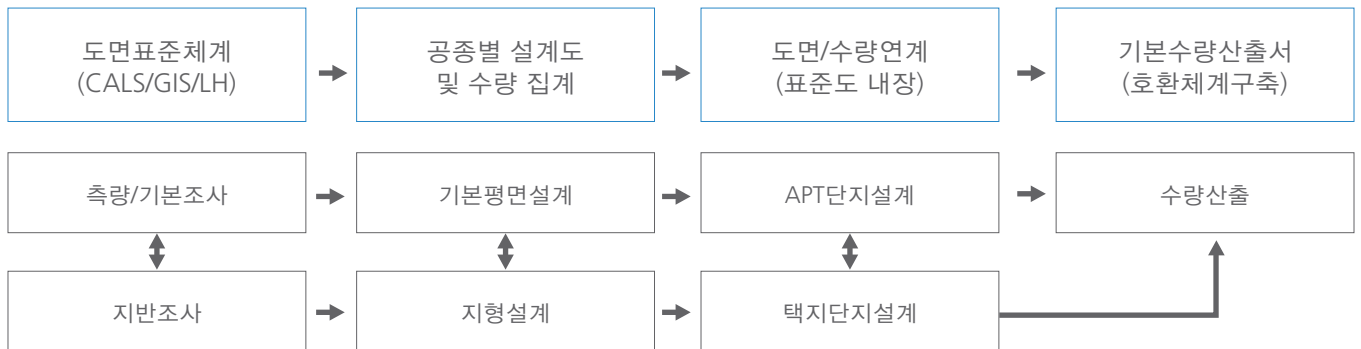 도면표준체계
(CALS/GIS/LH)
공종별 설계도
및 수량 집계
도면/수량연계
(표준도 내장)
기본수량산출서
(호환체계구축)
측량/기본조사
기본평면설계
APT단지설계
수량산출
지반조사
지형설계
택지단지설계